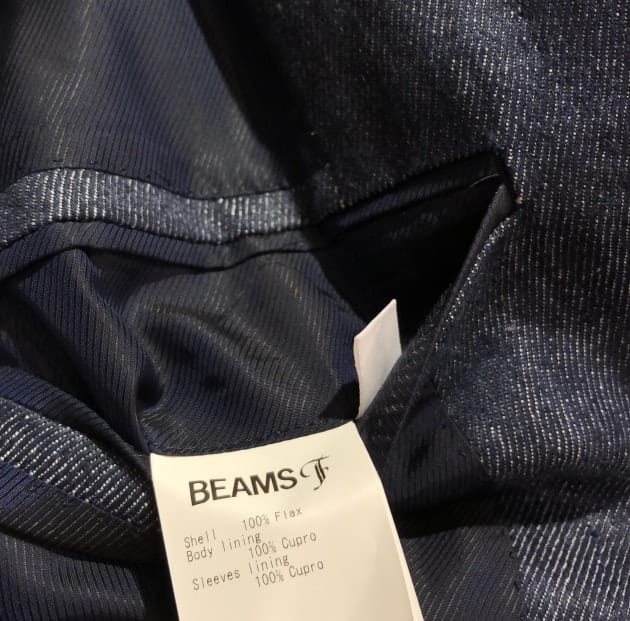 BEAMS F
Shell
100% Flax
Body lining
100% Cupro
Sleeves lining
100% Cupro